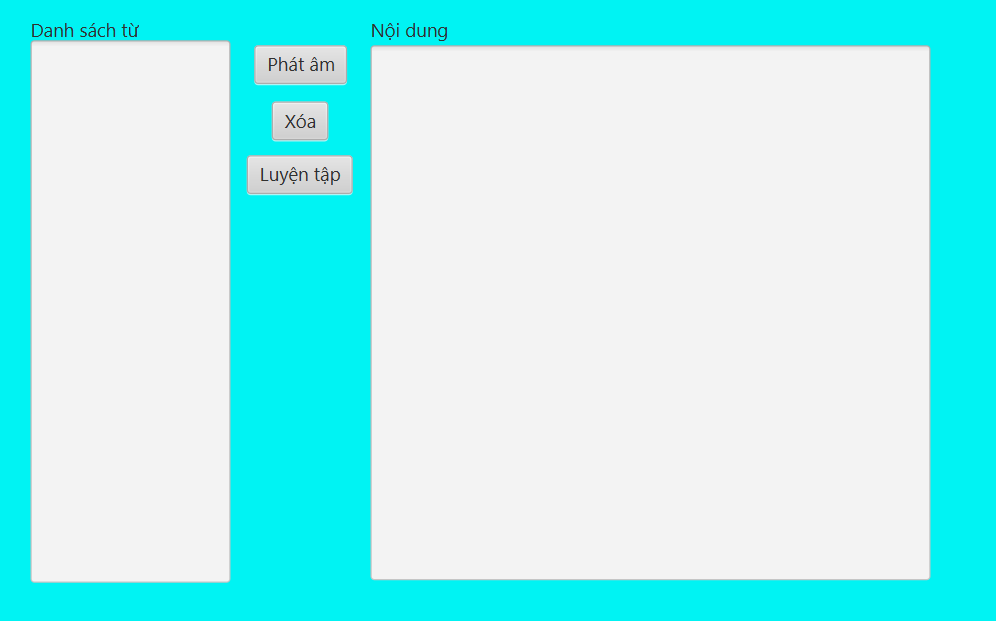 Danh sách từ
Nội dung
Phát âm
Xóa
Luyện tập